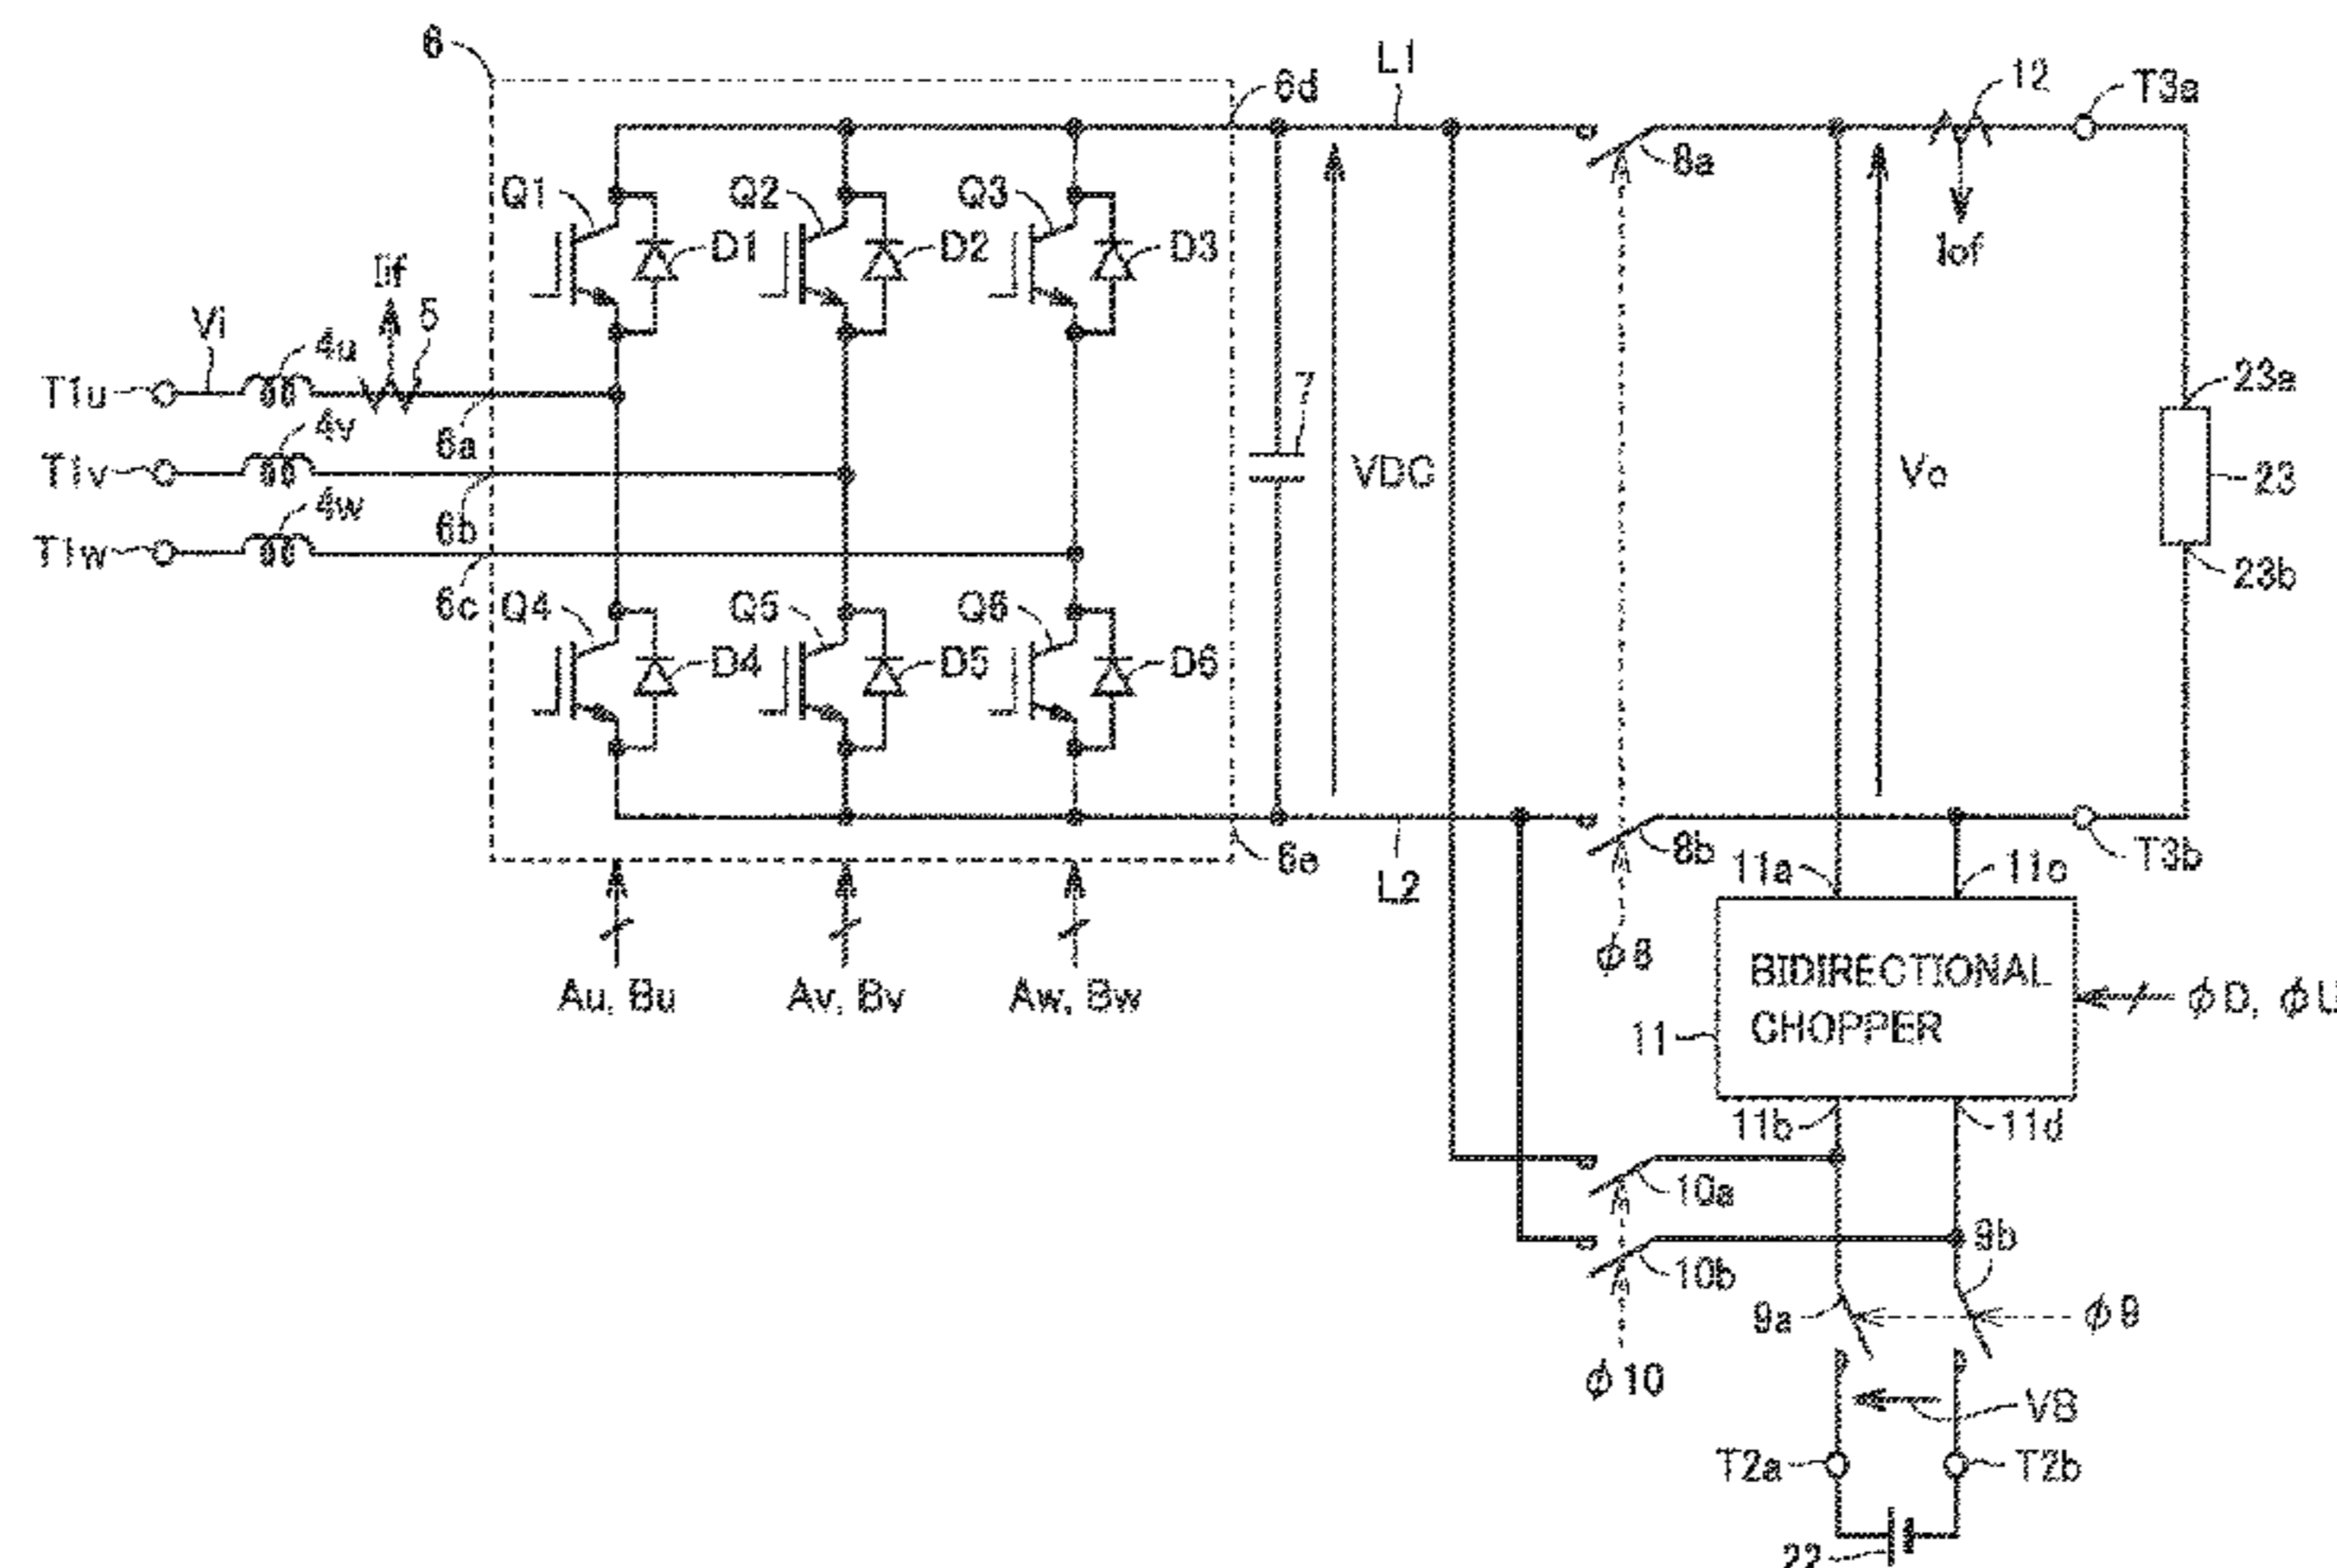 6
6d
L1
12
T3a
Q1
Q2
Q3
8a
D1
D2
D3
Iof
Iif
Vi
4u
5
7
T1u
23a
4v
6a
T1v
VDC
Vo
23
4w
6b
T1w
23b
6c
Q4
Q5
Q6
D4
D5
D6
6e
8b
T3b
L2
11a
11c
φ8
Au, Bu
Av, Bv
Aw, Bw
BIDIRECTIONAL
CHOPPER
φD, φU
11
11b
11d
10a
9b
10b
9a
φ9
φ10
VB
T2a
T2b
22